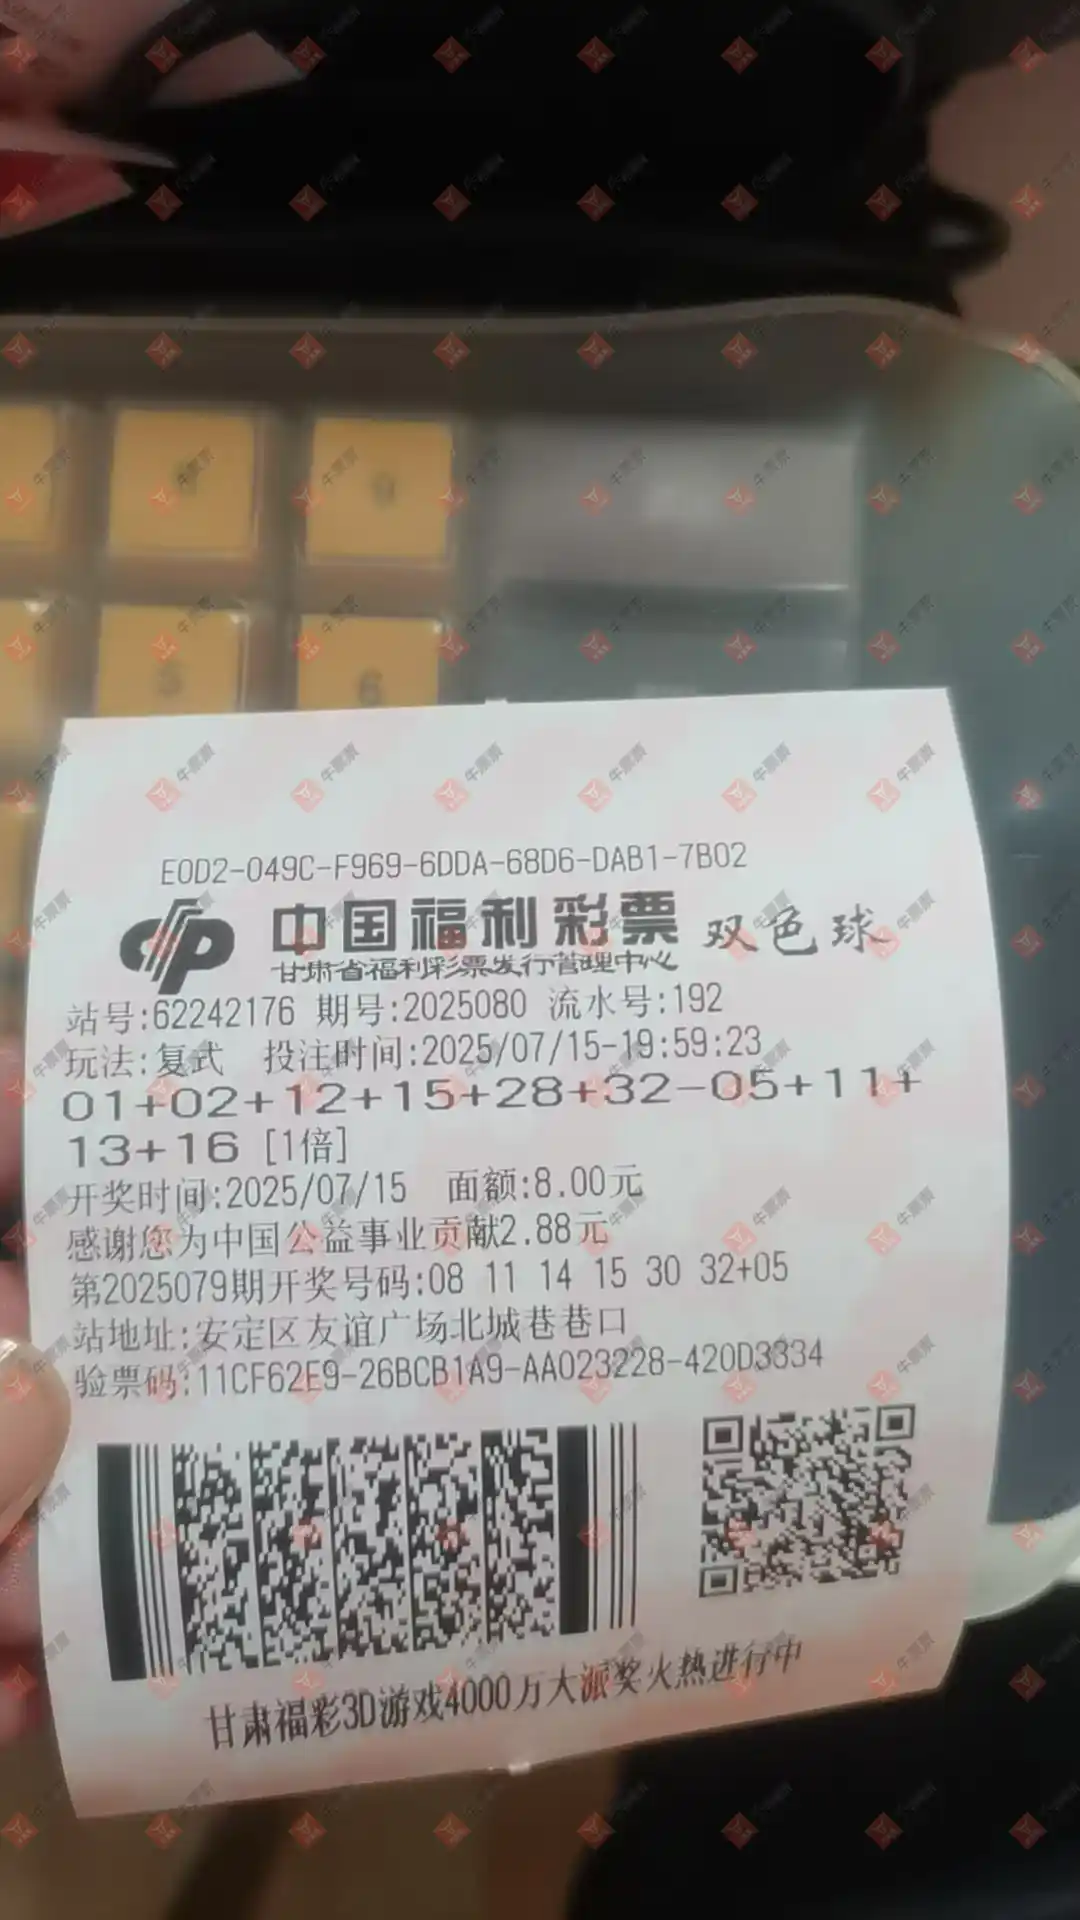 9
5
6
E0D2-049C-F969-6DDA-68D6-DAB1-7B02
中国福利彩票 双色球
甘肃省福利彩票发行管理中心
站号:62242176 期号:2025080 流水号:192
玩法:复式 投注时间:2025/07/15-19:59:23
01+02+12+15+28+32-05+11+
13+16 [1倍]
开奖时间:2025/07/15 面额:8.00元
感谢您为中国公益事业贡献2.88元
第2025079期开奖号码:08 11 14 15 30 32+05
站地址:安定区友谊广场北城巷巷口
验票码:11CF62E9-26BCB1A9-AA023228-420D3334
甘肃福彩3D游戏4000万大派奖火热进行中
牛票票